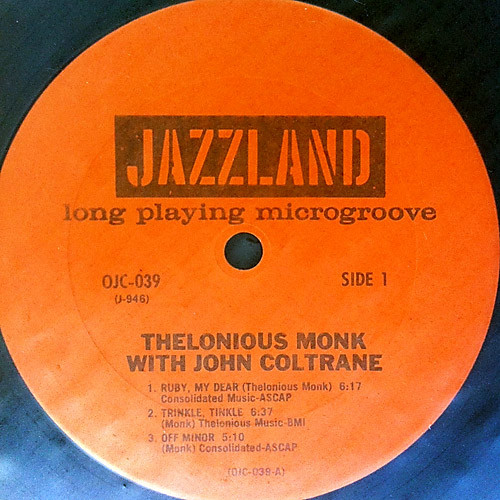 JAZZLAND
long playing microgroove
OJC-039
(J-946)
SIDE 1
THELONIOUS MONK
WITH JOHN COLTRANE
1. RUBY, MY DEAR (Thelonious Monk) 6:17
Consolidated Music-ASCAP
2. TRINKLE, TINKLE 6:37
(Monk) Thelonious Music-BMI
3. OFF MINOR 5:10
(Monk) Consolidated-ASCAP
(OJC-039-A)